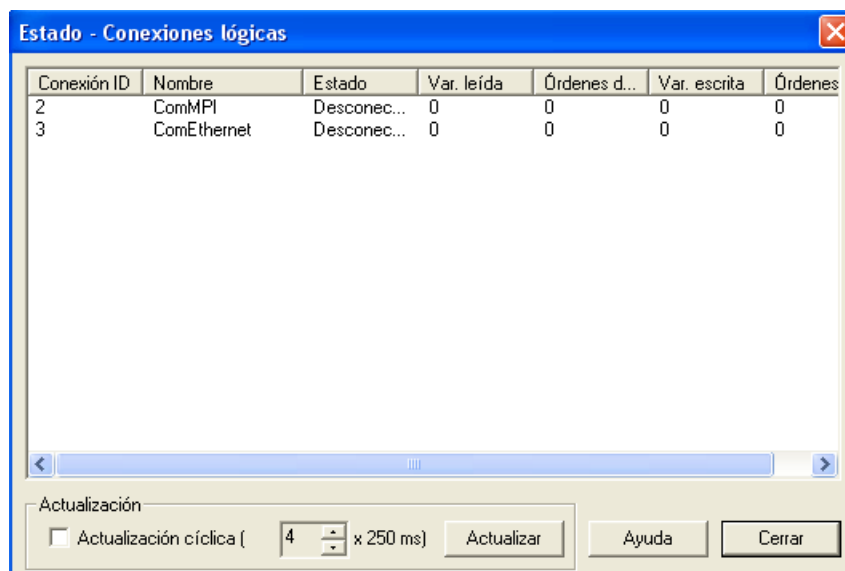 Estado - Conexiones lógicas
Conexión ID Nombre Estado Var. leída Órdenes d... Var. escrita Órdenes
2 ComMPI Desconec... 0 0 0 0
3 ComEthernet Desconec... 0 0 0 0
Actualización
Actualización cíclica ( 4 x 250 ms) Actualizar Ayuda Cerrar